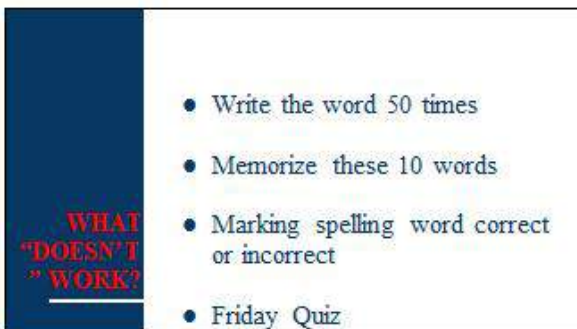 WHAT
“DOESN’T
” WORK?
• Write the word 50 times
• Memorize these 10 words
• Marking spelling word correct
or incorrect
• Friday Quiz